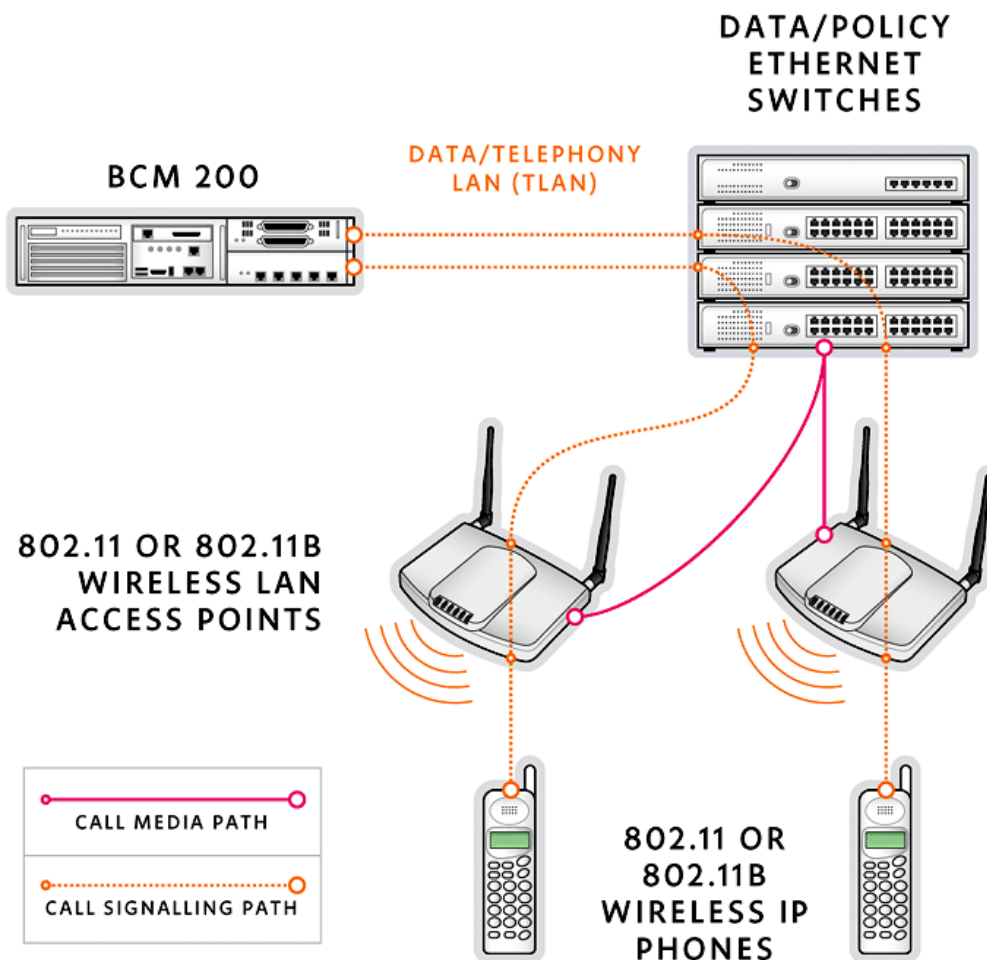 DATA/POLICY
ETHERNET
SWITCHES
DATA/TELEPHONY
LAN (TLAN)
BCM 200
802.11 OR 802.11B
WIRELESS LAN
ACCESS POINTS
CALL MEDIA PATH
CALL SIGNALLING PATH
802.11 OR
802.11B
WIRELESS IP
PHONES